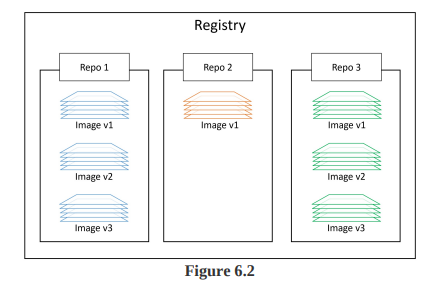 Registry
Repo 1
Repo 2
Repo 3
Image v1
Image v1
Image v1
Image v2
Image v2
Image v3
Image v3
Figure 6.2